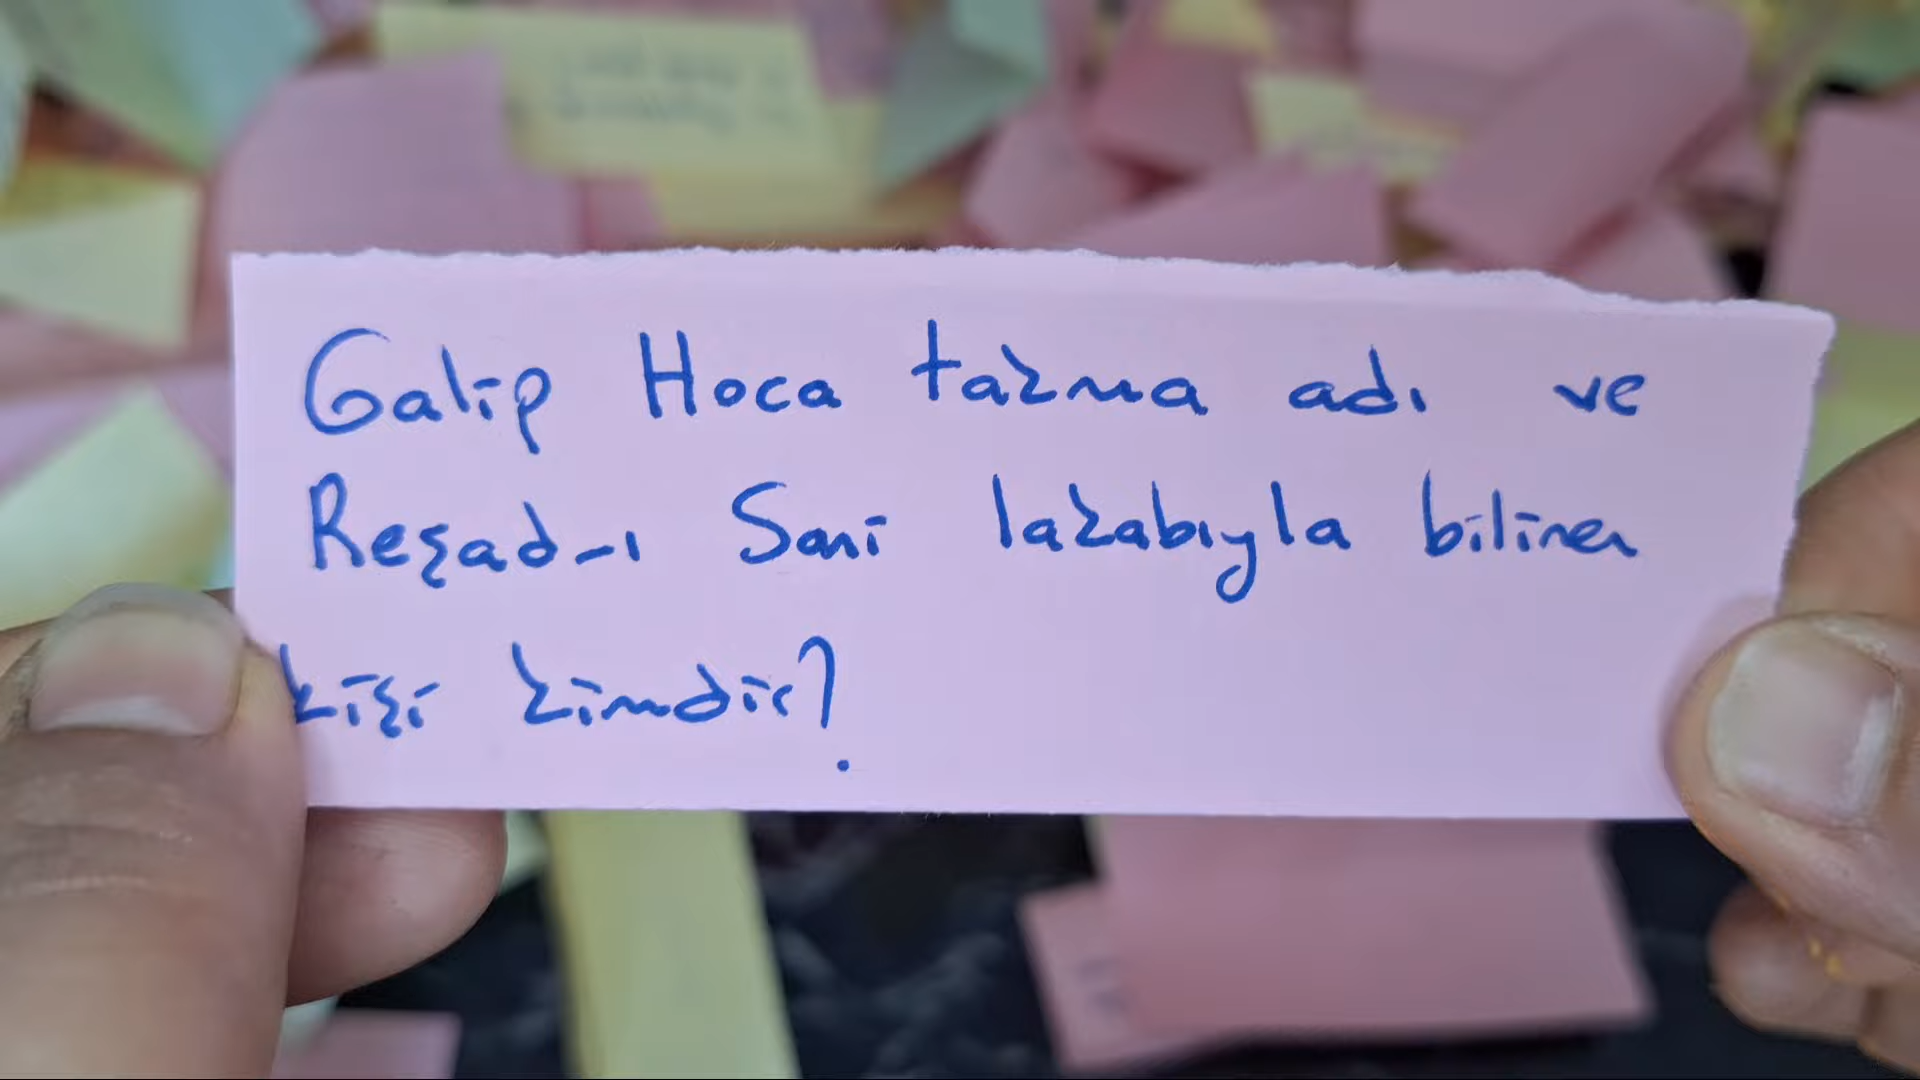 Galip Hoca takma adı ve
Reşad-ı Sani lakabıyla bilinen
kişi kimdir?